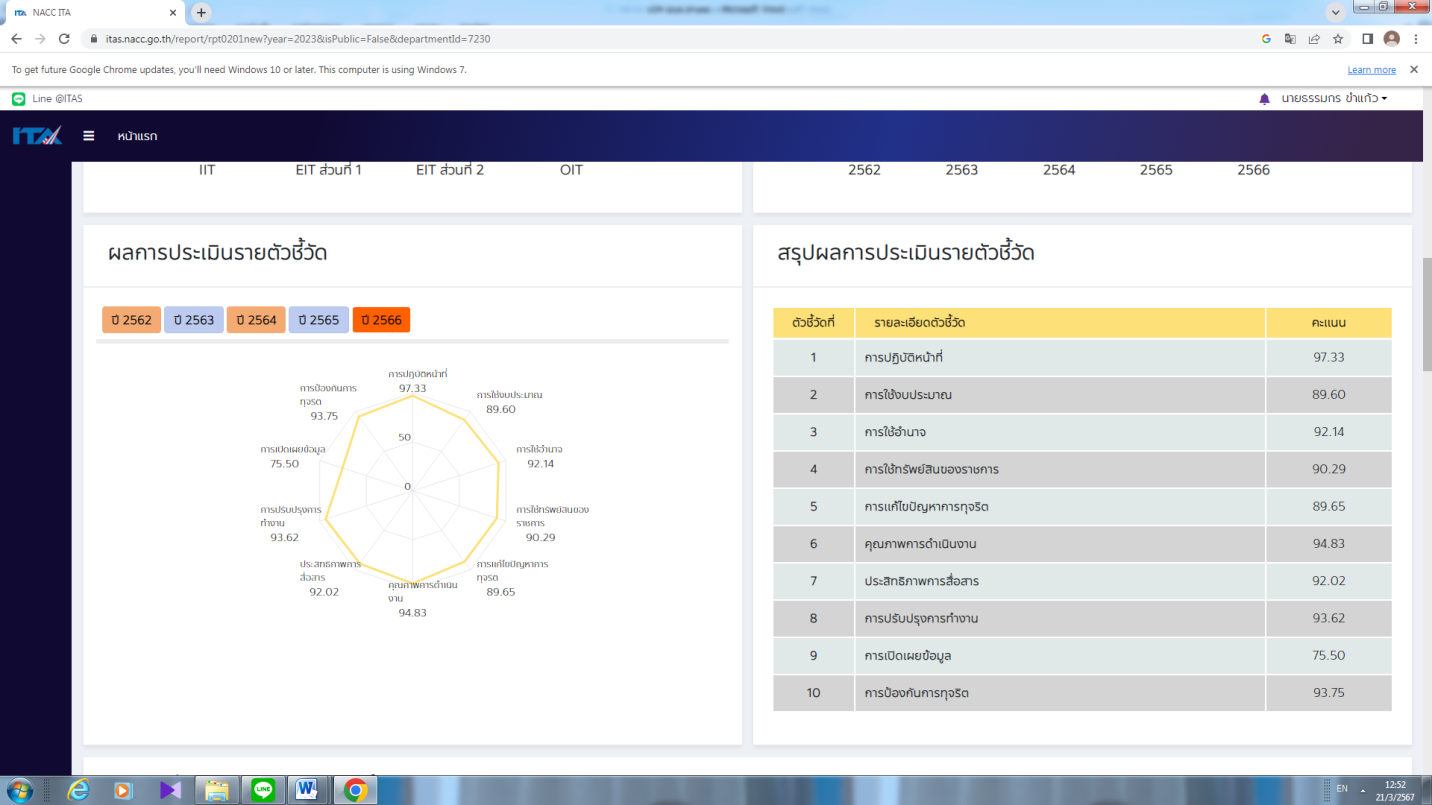 NACC ITA
itas.nacc.go.th/report/rpt0201new?year=2023&isPublic=False&departmentId=7230
To get future Google Chrome updates, you'll need Windows 10 or later. This computer is using Windows 7.
Learn more
Line @ITAS
นายธรรมกร ขำแก้ว
ITA
หน้าแรก
IIT
EIT ส่วนที่ 1
EIT ส่วนที่ 2
OIT
2562
2563
2564
2565
2566
ผลการประเมินรายตัวชี้วัด
ปี 2562
ปี 2563
ปี 2564
ปี 2565
ปี 2566
การปฏิบัติหน้าที่
97.33
การใช้งบประมาณ
89.60
การใช้อำนาจ
92.14
การใช้ทรัพย์สินของ
ราชการ
90.29
การแก้ไขปัญหาการ
ทุจริต
89.65
คุณภาพการดำเนิน
งาน
94.83
ประสิทธิภาพการ
สื่อสาร
92.02
การปรับปรุงการ
ทำงาน
93.62
การเปิดเผยข้อมูล
75.50
การป้องกันการ
ทุจริต
93.75
50
0
สรุปผลการประเมินรายตัวชี้วัด
ตัวชี้วัดที่ รายละเอียดตัวชี้วัด คะแนน
1 การปฏิบัติหน้าที่ 97.33
2 การใช้งบประมาณ 89.60
3 การใช้อำนาจ 92.14
4 การใช้ทรัพย์สินของราชการ 90.29
5 การแก้ไขปัญหาการทุจริต 89.65
6 คุณภาพการดำเนินงาน 94.83
7 ประสิทธิภาพการสื่อสาร 92.02
8 การปรับปรุงการทำงาน 93.62
9 การเปิดเผยข้อมูล 75.50
10 การป้องกันการทุจริต 93.75
EN
12:52
21/3/2567